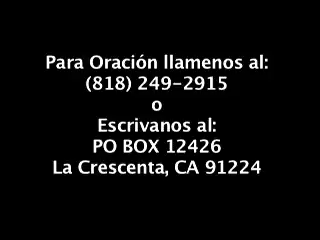 Para Oración llamenos al:
(818) 249-2915
o
Escrivanos al:
PO BOX 12426
La Crescenta, CA 91224